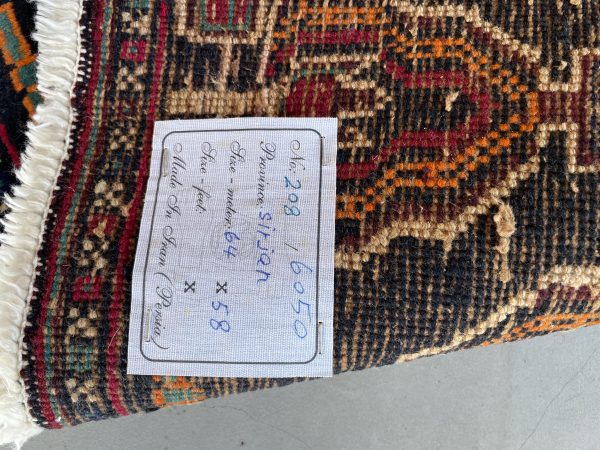 No. 208 / 6050
Province. Sirjan
Size - meter 64 x 58
Size - feet x
Made In Iran ( Persia )